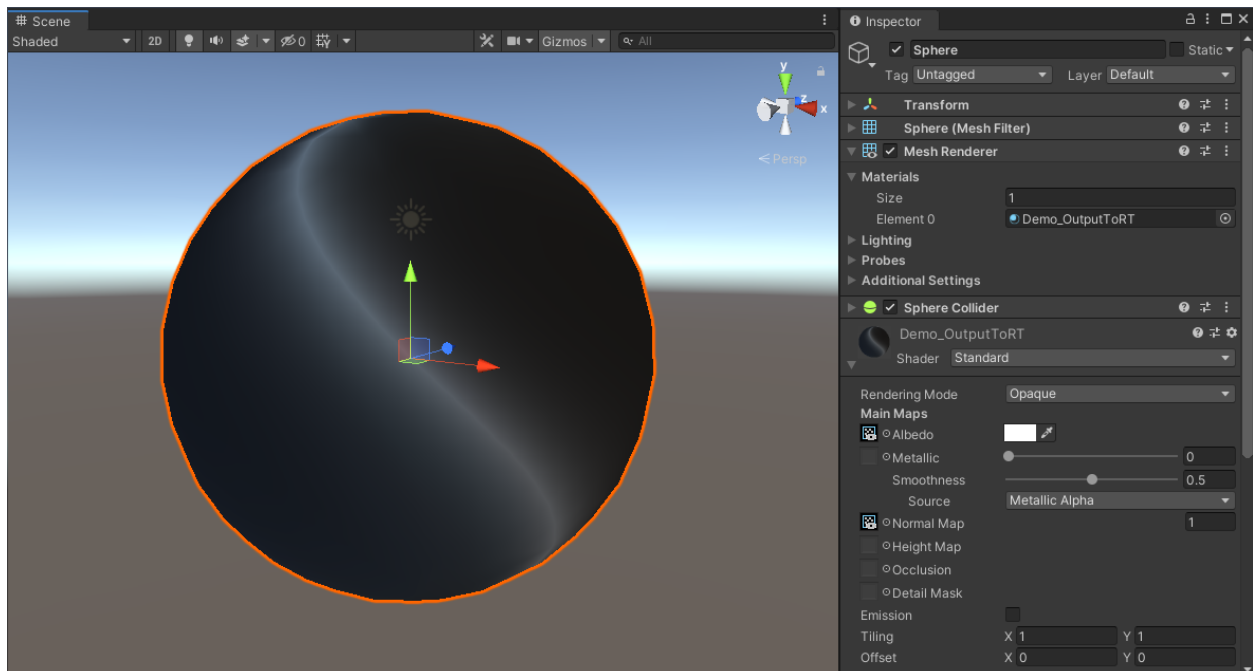 Scene
Shaded 2D 0 Gizmos All
y
z
x
Persp
Inspector
Sphere Static
Tag Untagged Layer Default
Transform
Sphere (Mesh Filter)
Mesh Renderer
Materials
Size 1
Element 0 Demo_OutputToRT
Lighting
Probes
Additional Settings
Sphere Collider
Demo_OutputToRT
Shader Standard
Rendering Mode Opaque
Main Maps
Albedo
Metallic 0
Smoothness 0.5
Source Metallic Alpha
Normal Map 1
Height Map
Occlusion
Detail Mask
Emission
Tiling X 1 Y 1
Offset X 0 Y 0